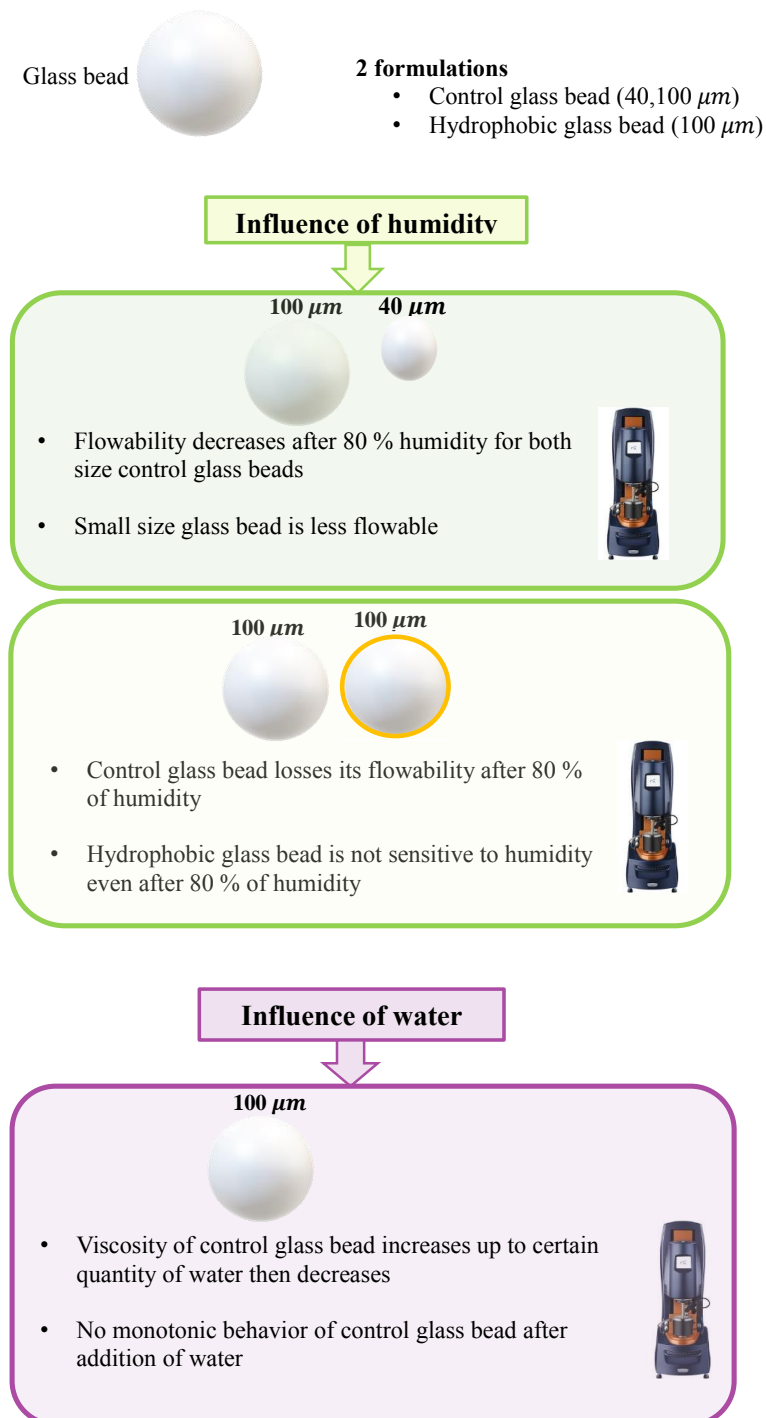 Glass bead
2 formulations
• Control glass bead (40,100 μm)
• Hydrophobic glass bead (100 μm)
Influence of humidity
100 μm 40 μm
• Flowability decreases after 80 % humidity for both
size control glass beads
• Small size glass bead is less flowable
100 μm 100 μm
• Control glass bead losses its flowability after 80 %
of humidity
• Hydrophobic glass bead is not sensitive to humidity
even after 80 % of humidity
Influence of water
100 μm
• Viscosity of control glass bead increases up to certain
quantity of water then decreases
• No monotonic behavior of control glass bead after
addition of water